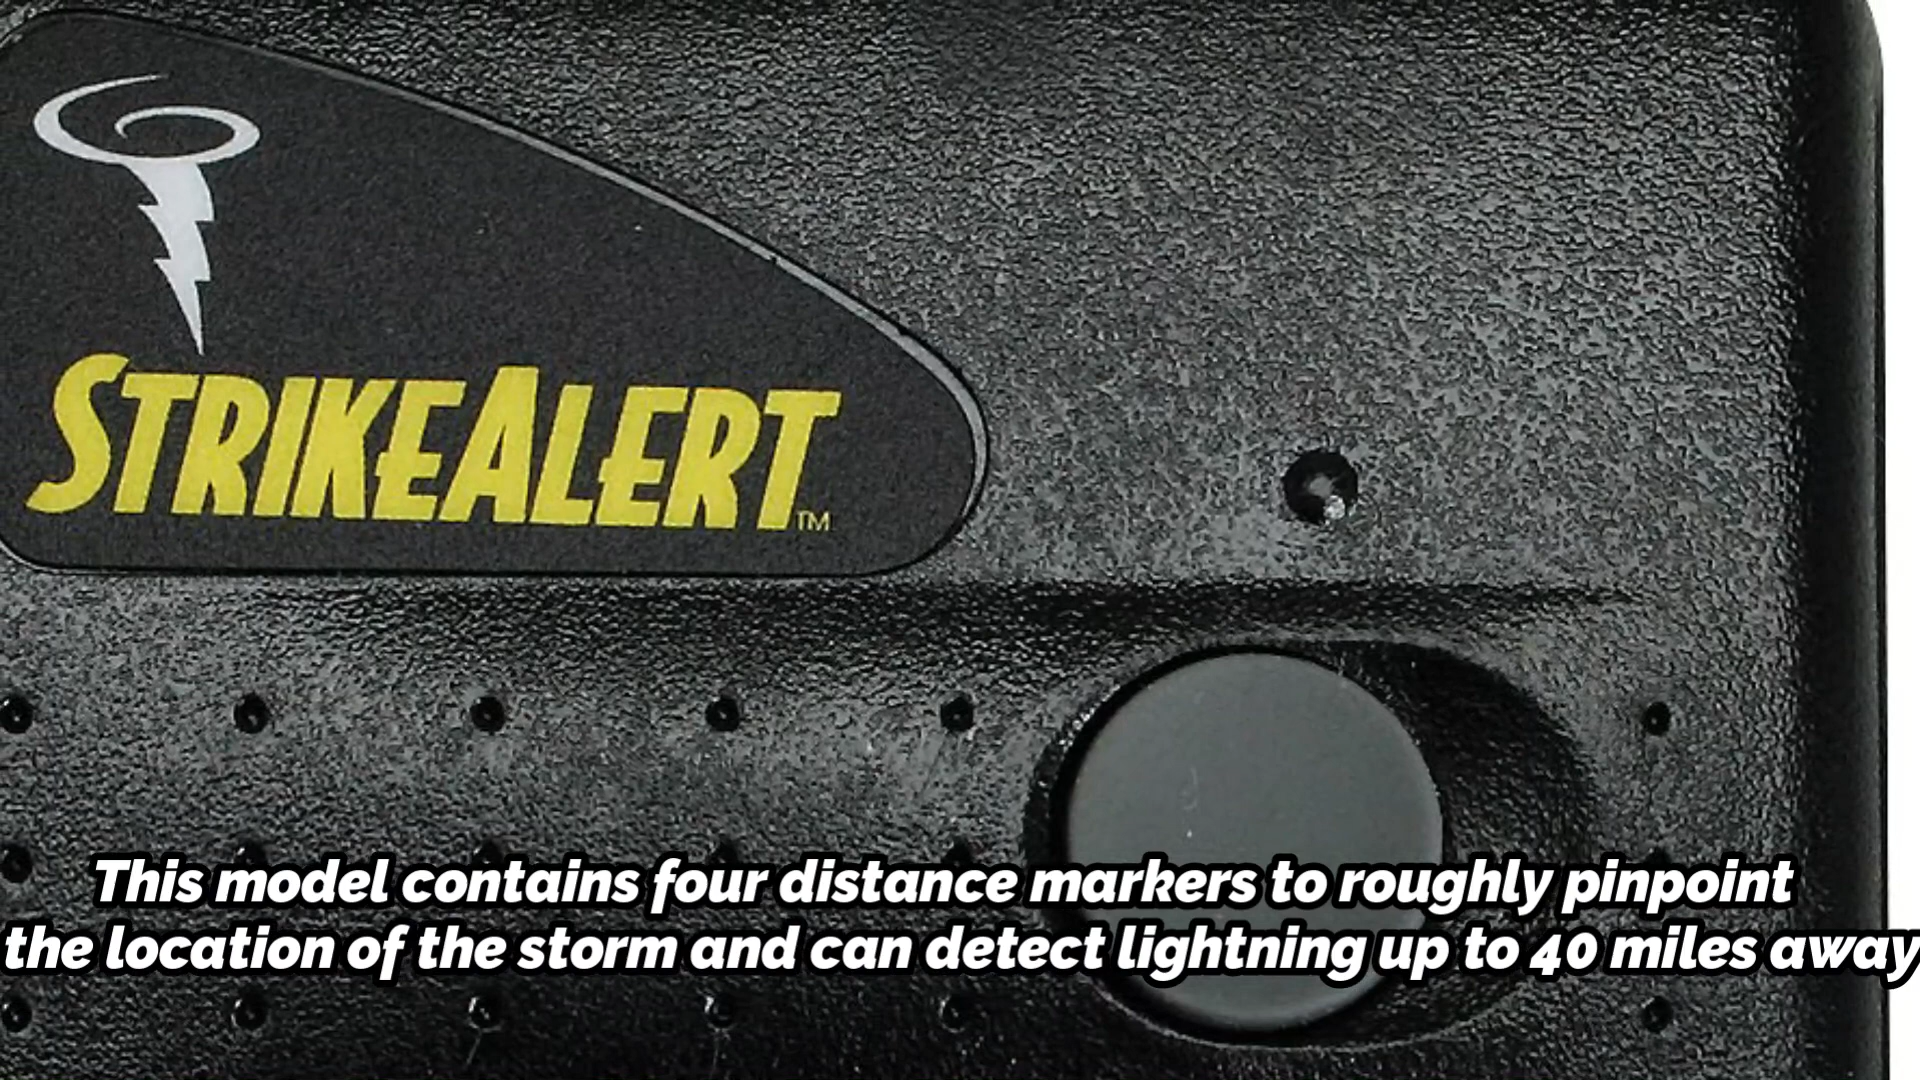 STRIKEALERT™
This model contains four distance markers to roughly pinpoint
the location of the storm and can detect lightning up to 40 miles away